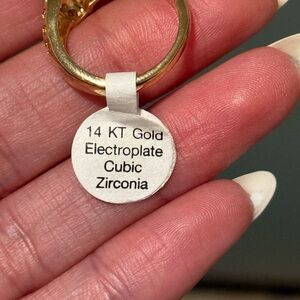 14 KT Gold
Electroplate
Cubic
Zirconia